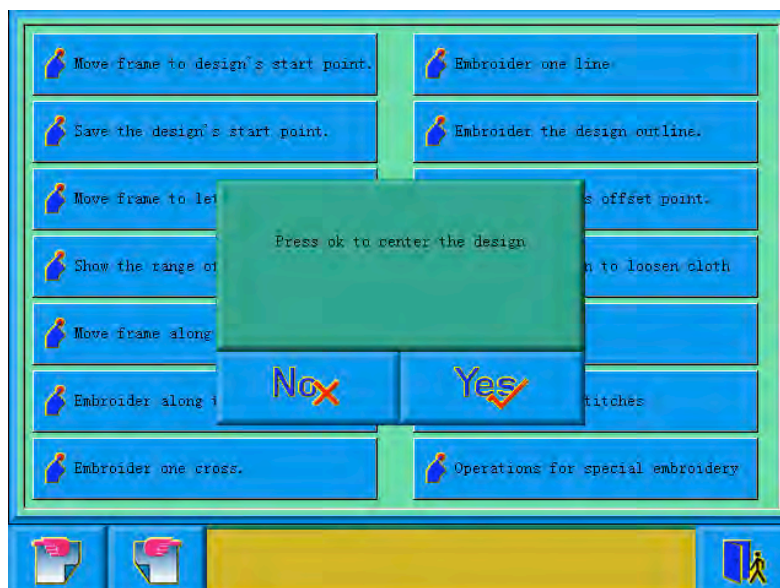 Move frame to design's start point.
Embroider one line
Save the design's start point.
Embroider the design outline.
Move frame to
s offset point.
Show the range of
to loosen cloth
Move frame along
Embroider along
titches
Embroider one cross.
Operations for special embroidery
Press ok to center the design
No
Yes